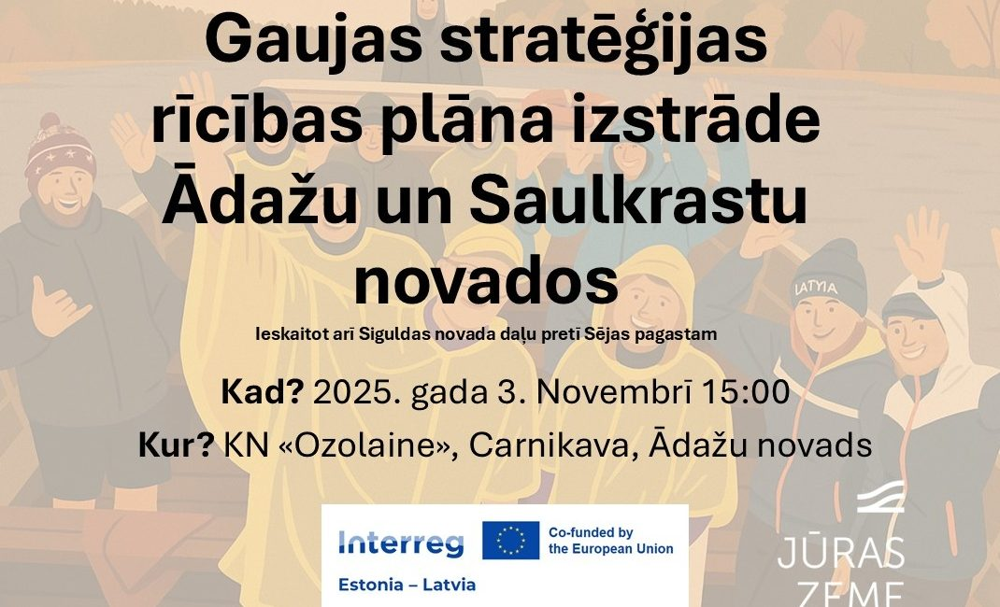 Gaujas stratēģijas
rīcības plāna izstrāde
Ādažu un Saulkrastu
novados
Ieskaitot arī Siguldas novada daļu pretī Sējas pagastam
Kad? 2025. gada 3. Novembrī 15:00
Kur? KN «Ozolaine», Carnikava, Ādažu novads
LATVIA
Interreg
Co-funded by
the European Union
Estonia – Latvia
JŪRAS
ZEME